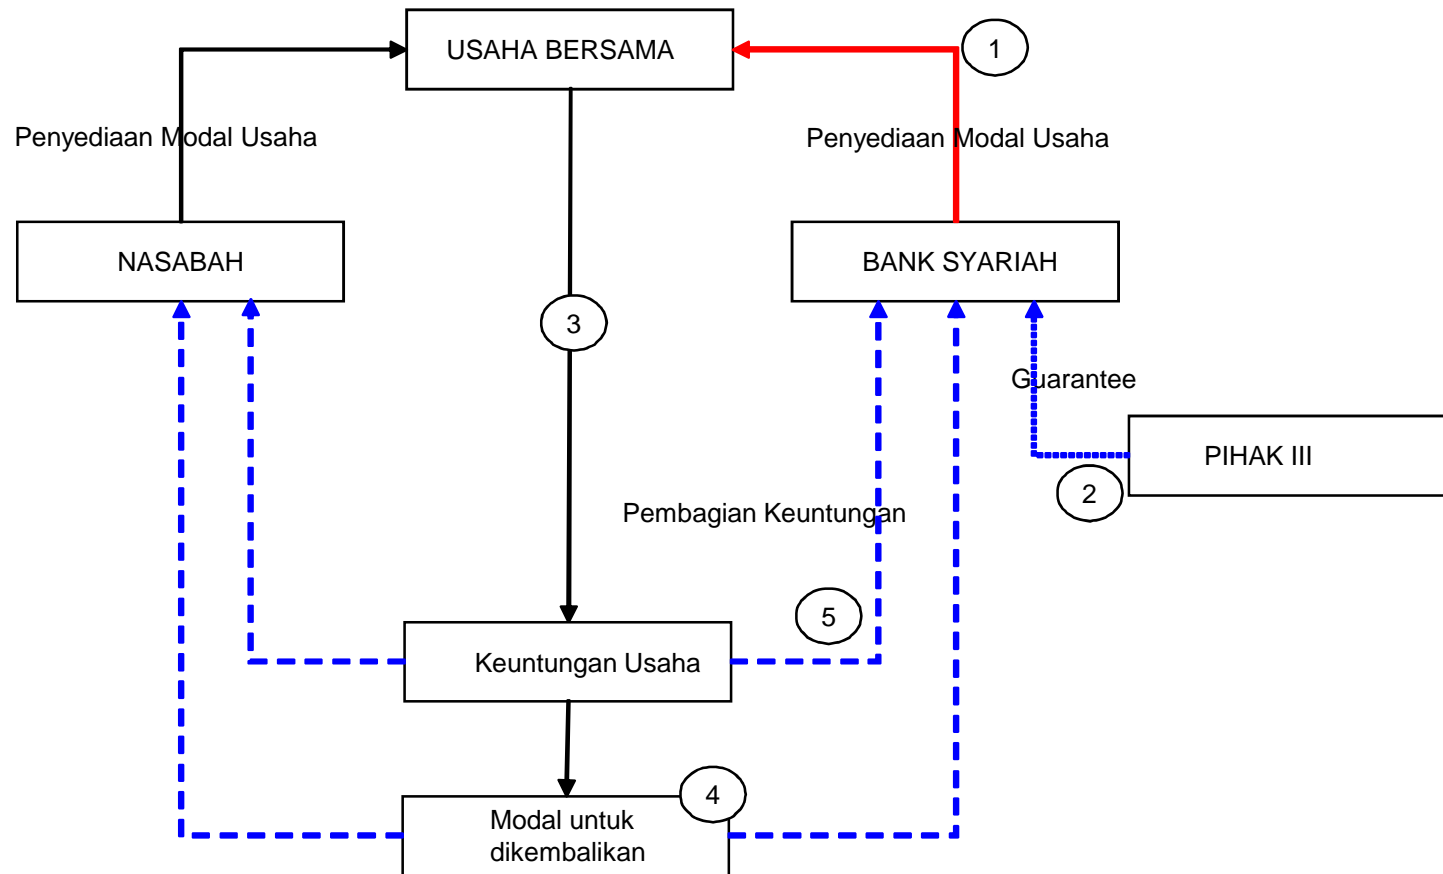 USAHA BERSAMA
1
Penyediaan Modal Usaha
Penyediaan Modal Usaha
NASABAH
BANK SYARIAH
3
Guarantee
PIHAK III
2
Pembagian Keuntungan
5
Keuntungan Usaha
4
Modal untuk
dikembalikan